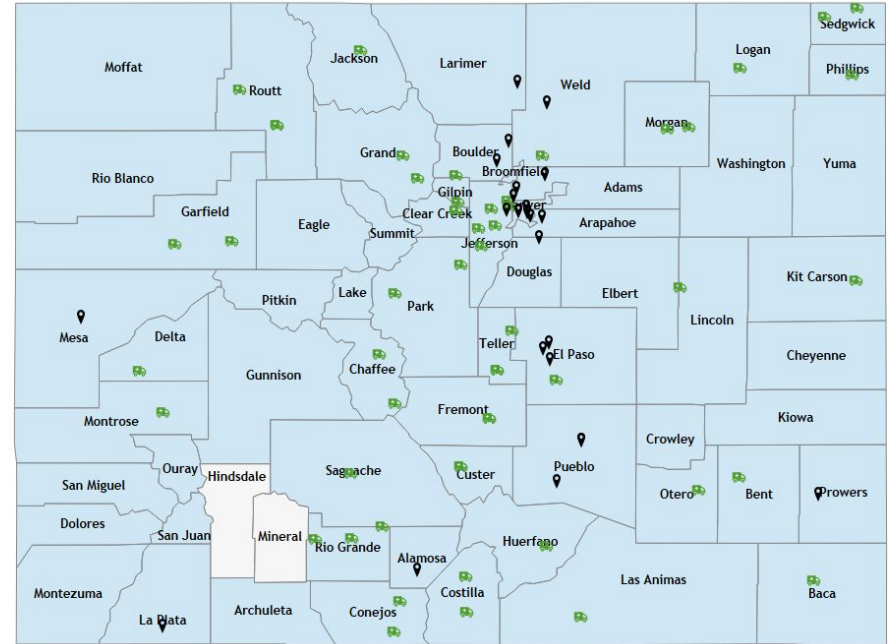 Sedgwick
Logan
Moffat
Jackson
Larimer
Phillips
Weld
Routt
Morgan
Grand
Boulder
Washington
Yuma
Rio Blanco
Broomfield
Adams
Gilpin
Garfield
Clear Creek
Eagle
Arapahoe
Summit
Jefferson
Douglas
Kit Carson
Elbert
Lake
Pitkin
Park
Lincoln
Mesa
Delta
Teller
El Paso
Cheyenne
Chaffee
Gunnison
Fremont
Kiowa
Montrose
Crowley
Ouray
Pueblo
Saguache
Custer
Hindsdale
San Miguel
Otero
Bent
Prowers
Dolores
San Juan
Mineral
Rio Grande
Huerfano
Alamosa
Las Animas
Montezuma
Costilla
Baca
Archuleta
Conejos
La Plata